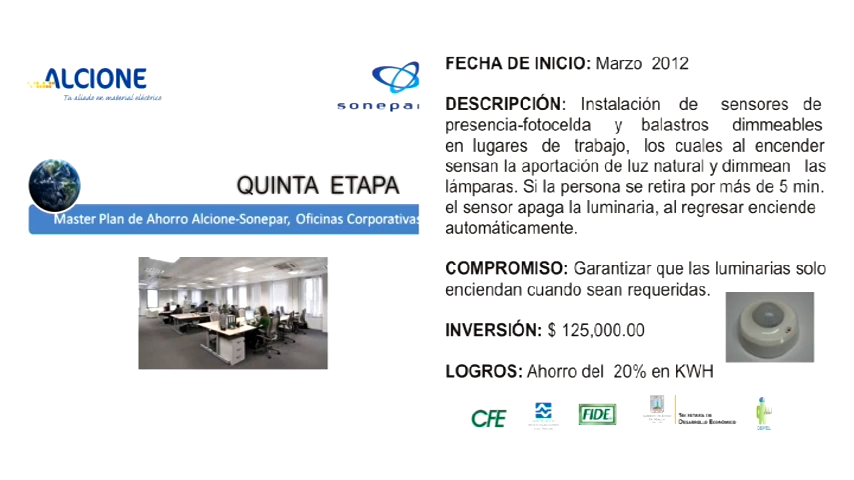 ALCIONE
Tu aliado en material eléctrico
sonepar
QUINTA ETAPA
Master Plan de Ahorro Alcione-Sonepar, Oficinas Corporativas
FECHA DE INICIO: Marzo 2012
DESCRIPCIÓN: Instalación de sensores de
presencia-fotocelda y balastros dimmeables
en lugares de trabajo, los cuales al encender
sensan la aportación de luz natural y dimmean las
lámparas. Si la persona se retira por más de 5 min.
el sensor apaga la luminaria, al regresar enciende
automáticamente.
COMPROMISO: Garantizar que las luminarias solo
enciendan cuando sean requeridas.
INVERSIÓN: $ 125,000.00
LOGROS: Ahorro del 20% en KWH
CFE
FIDE
SECRETARÍA DE
DESARROLLO ECONÓMICO